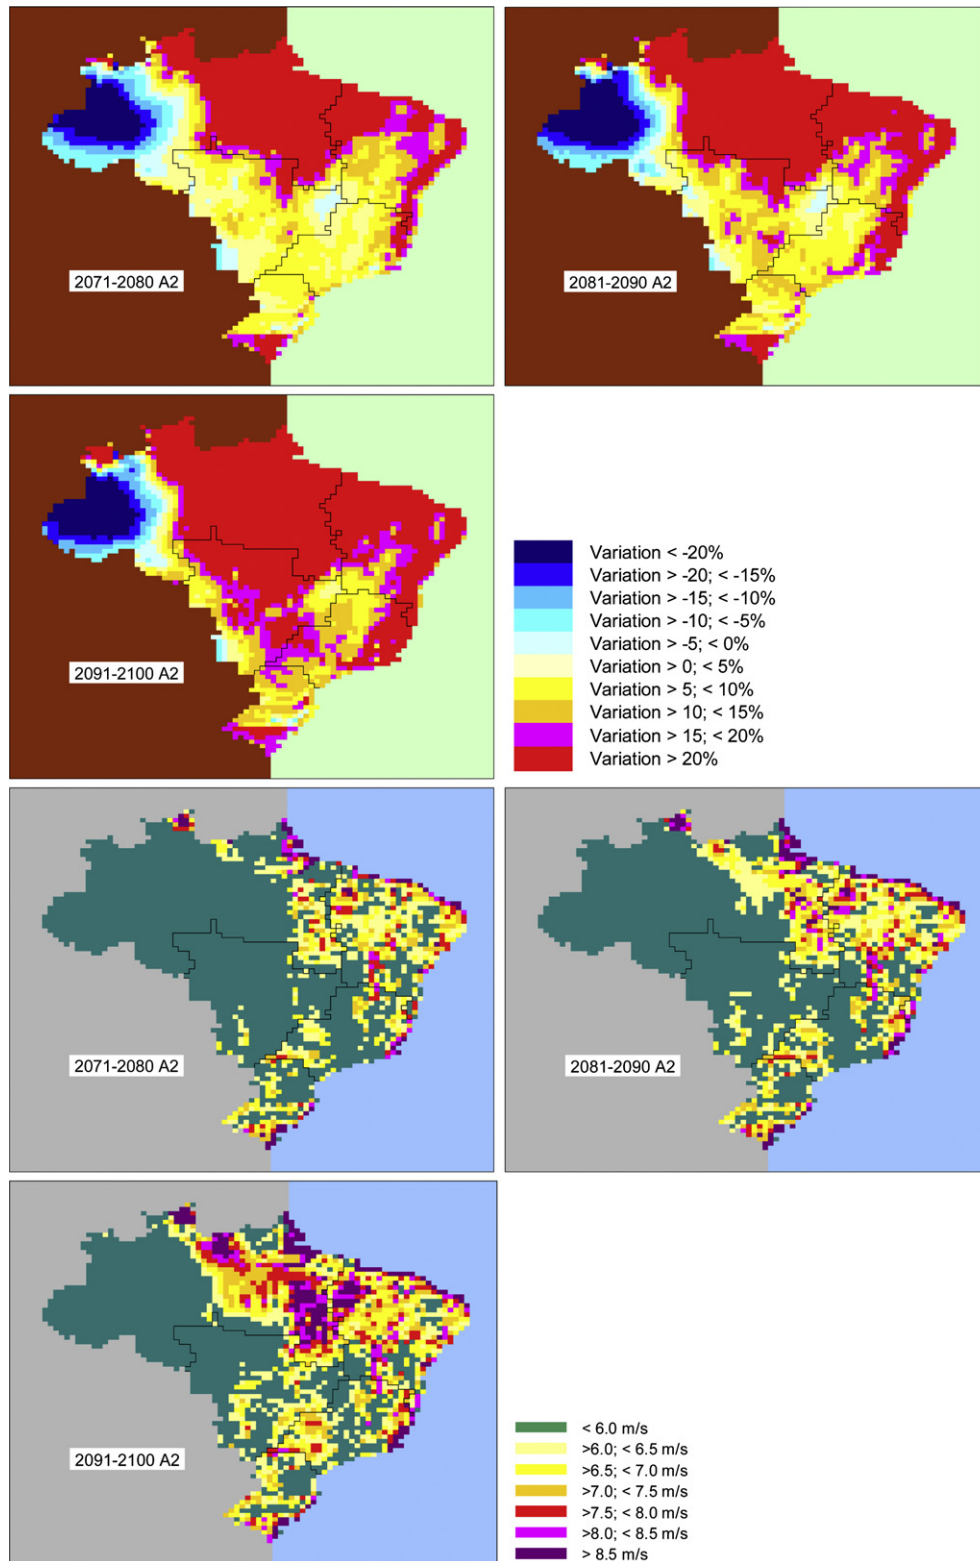 2071-2080 A2
2081-2090 A2
2091-2100 A2
Variation < -20%
Variation > -20; < -15%
Variation > -15; < -10%
Variation > -10; < -5%
Variation > -5; < 0%
Variation > 0; < 5%
Variation > 5; < 10%
Variation > 10; < 15%
Variation > 15; < 20%
Variation > 20%
2071-2080 A2
2081-2090 A2
2091-2100 A2
< 6.0 m/s
>6.0; < 6.5 m/s
>6.5; < 7.0 m/s
>7.0; < 7.5 m/s
>7.5; < 8.0 m/s
>8.0; < 8.5 m/s
> 8.5 m/s